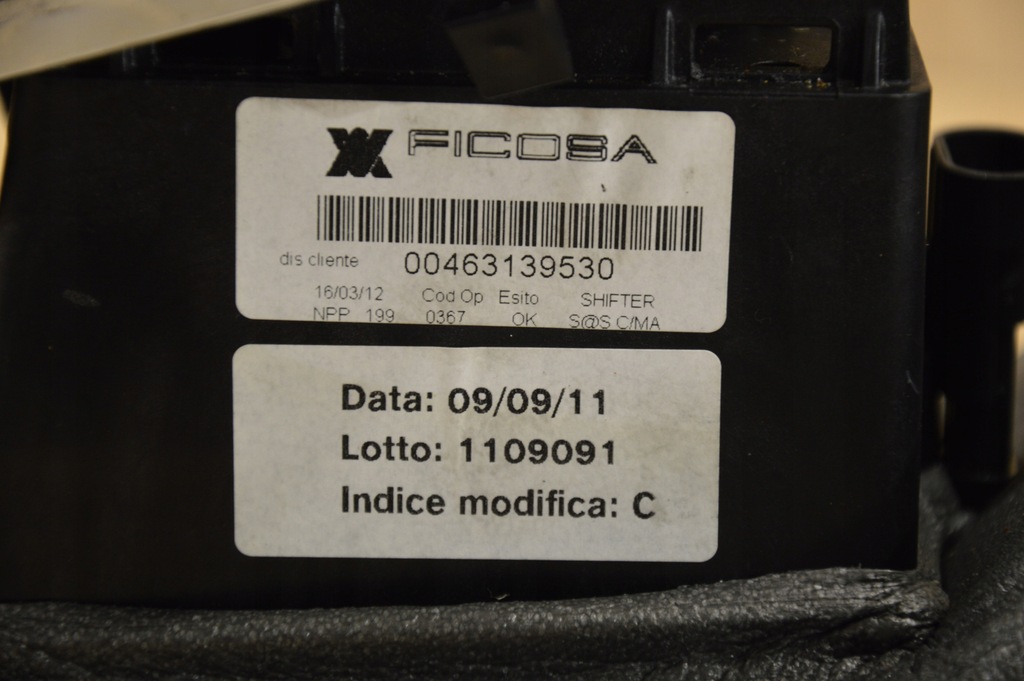 FICOSA
dis cliente 00463139530
16/03/12 Cod Op Esito SHIFTER
NPP 199 0367 OK S@S C/MA
Data: 09/09/11
Lotto: 1109091
Indice modifica: C